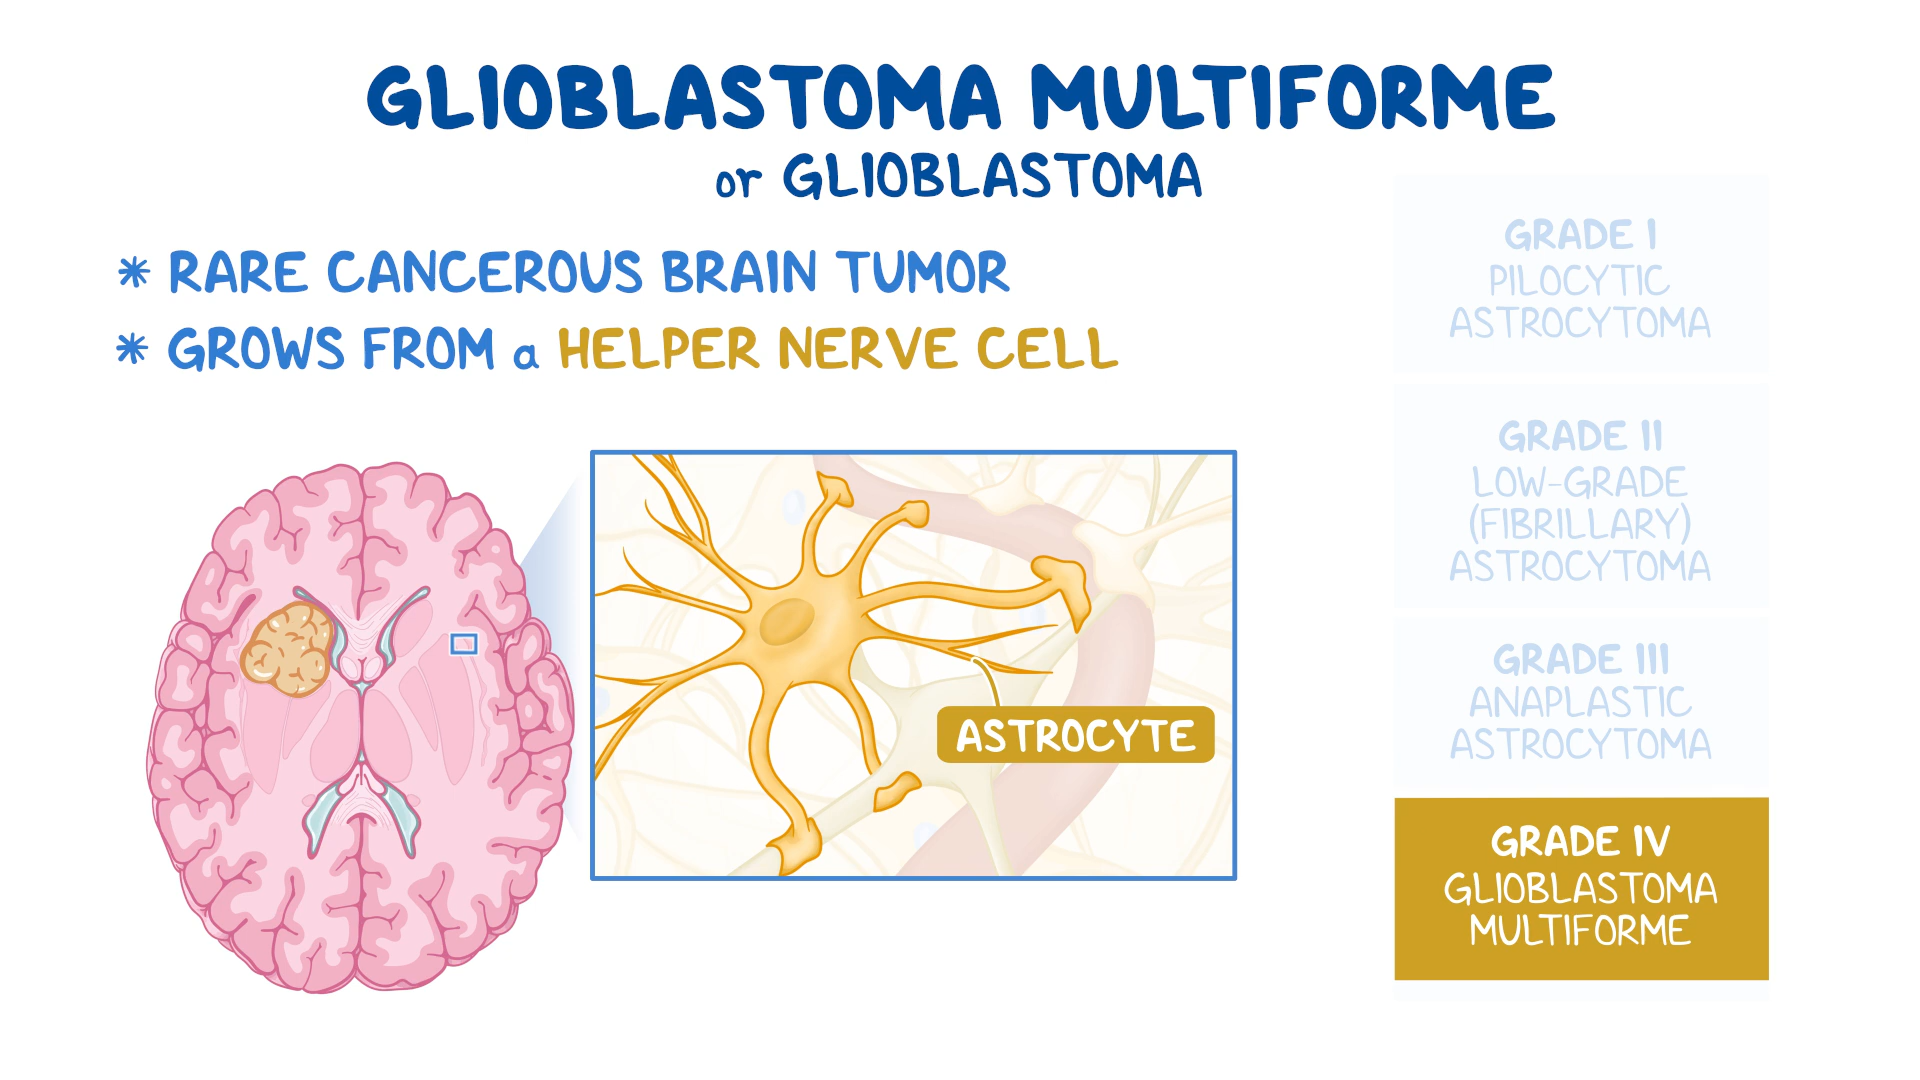 GLIOBLASTOMA MULTIFORME
or GLIOBLASTOMA
* RARE CANCEROUS BRAIN TUMOR
* GROWS FROM a HELPER NERVE CELL
ASTROCYTE
GRADE I
PILOCYTIC
ASTROCYTOMA
GRADE II
LOW-GRADE
(FIBRILLARY)
ASTROCYTOMA
GRADE III
ANAPLASTIC
ASTROCYTOMA
GRADE IV
GLIOBLASTOMA
MULTIFORME